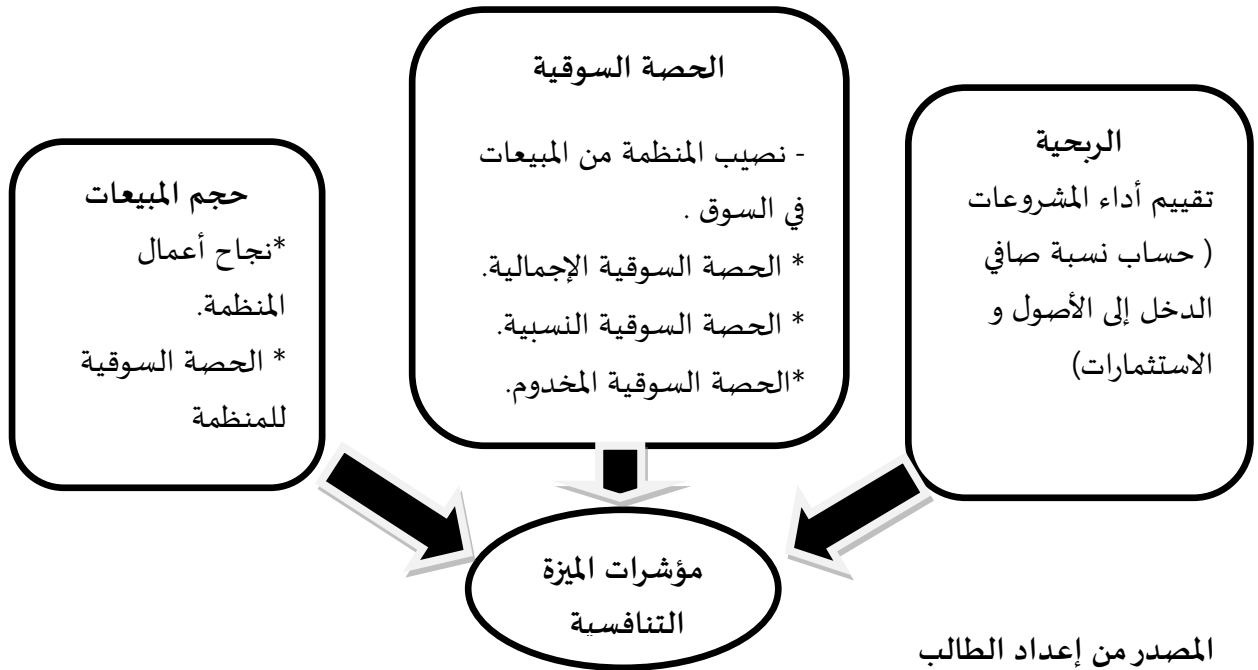 الربحية
تقييم أداء المشروعات
( حساب نسبة صافي
الدخل إلى الأصول و
الاستثمارات)
الحصة السوقية
- نصيب المنظمة من المبيعات
في السوق .
* الحصة السوقية الإجمالية.
* الحصة السوقية النسبية.
*الحصة السوقية المخدوم.
حجم المبيعات
*نجاح أعمال
المنظمة.
* الحصة السوقية
للمنظمة
مؤشرات الميزة
التنافسية
المصدر من إعداد الطالب